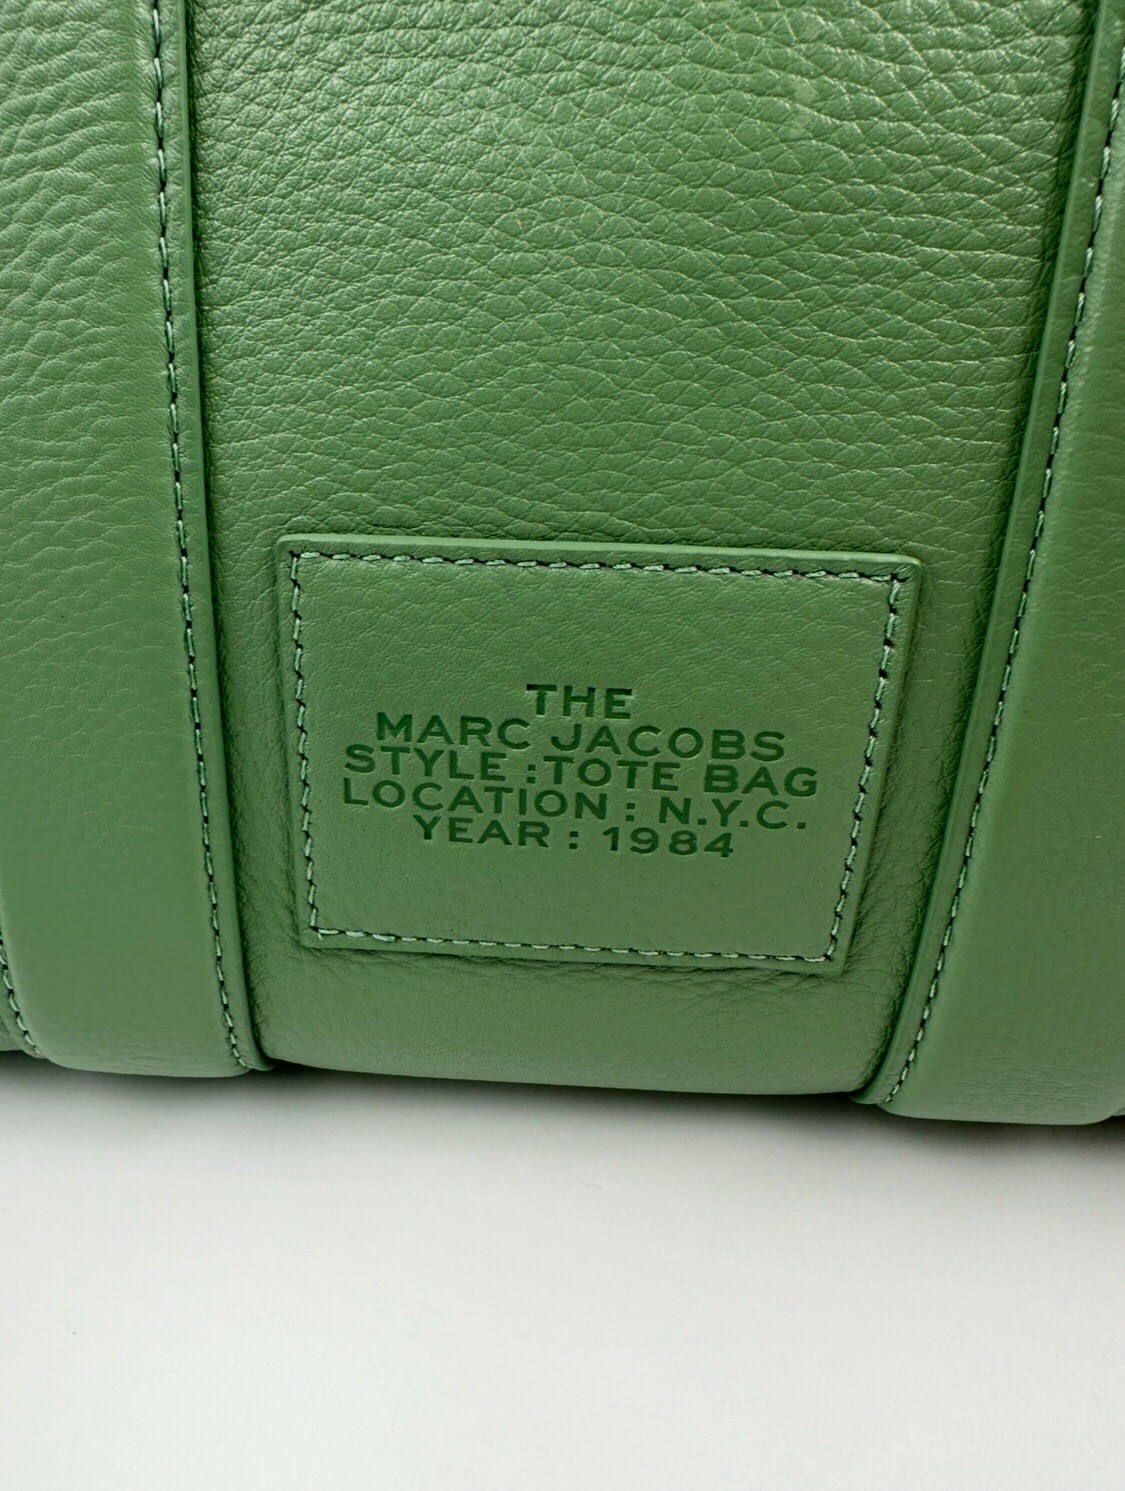 THE
MARC JACOBS
STYLE :TOTE BAG
LOCATION : N.Y.C.
YEAR : 1984